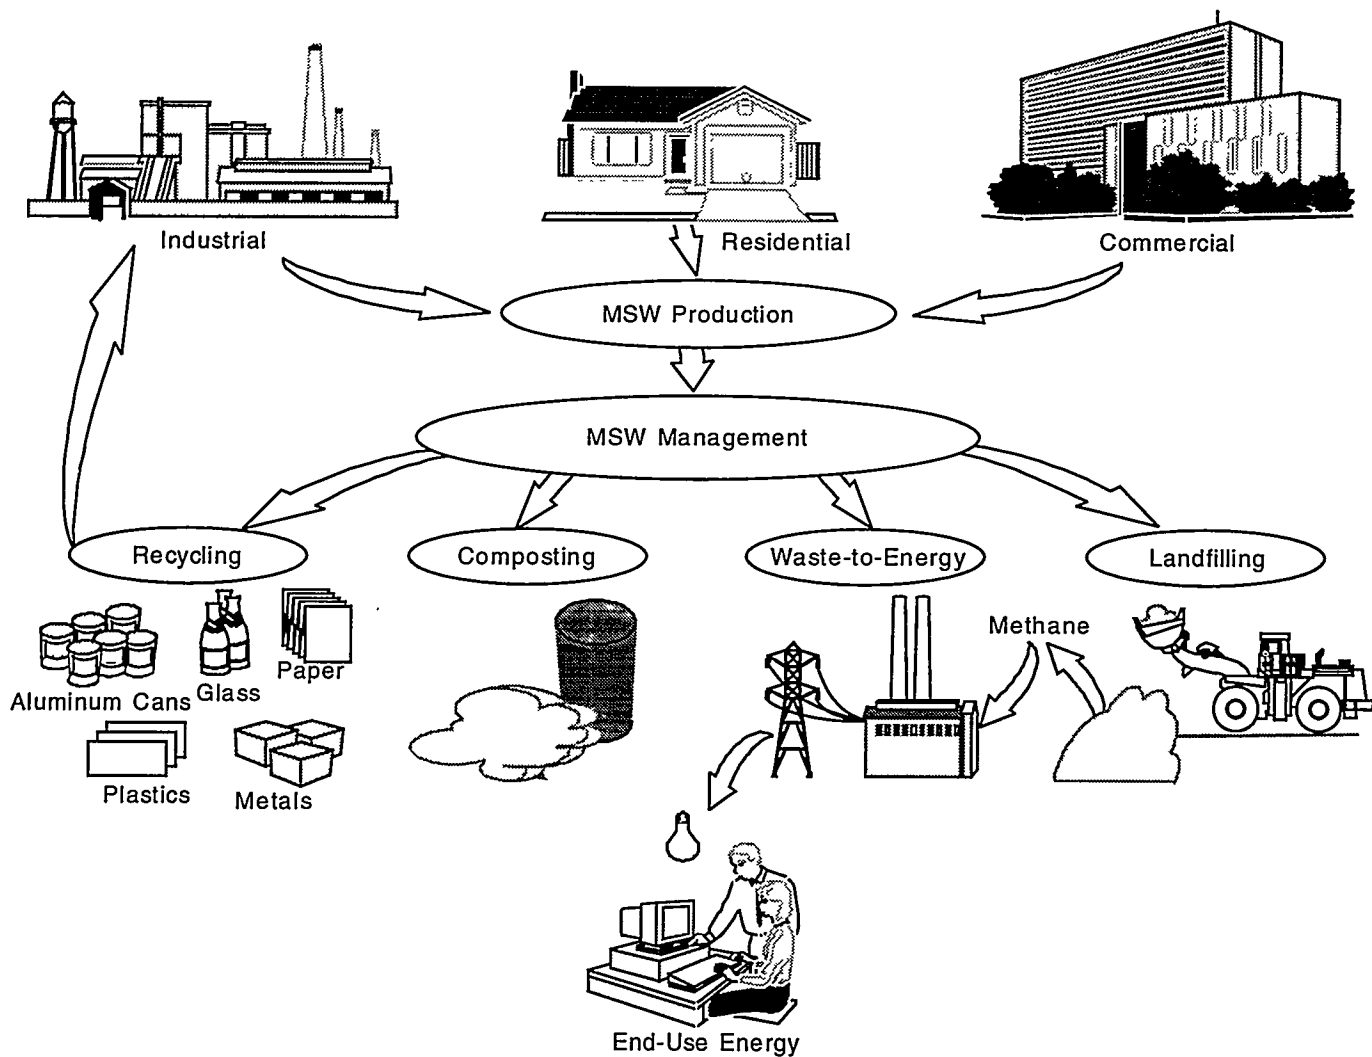 Industrial
Residential
Commercial
MSW Production
MSW Management
Recycling
Composting
Waste-to-Energy
Landfilling
Methane
Aluminum Cans
Glass
Paper
Plastics
Metals
End-Use Energy